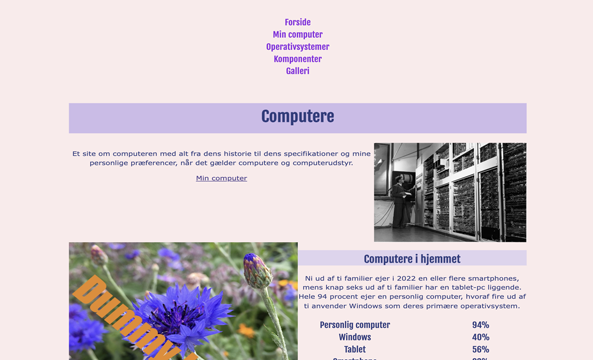 Forside
Min computer
Operativsystemer
Komponenter
Galleri
Computere
Et site om computeren med alt fra dens historie til dens specifikationer og mine
personlige præferencer, når det gælder computere og computerudstyr.
Min computer
Computere i hjemmet
Ni ud af ti familier ejer i 2022 en eller flere smartphones,
mens knap seks ud af ti familier har en tablet-pc liggende.
Hele 94 procent ejer en personlig computer, hvoraf fire ud af
ti anvender Windows som deres primære operativsystem.
Personlig computer 94%
Windows 40%
Tablet 56%